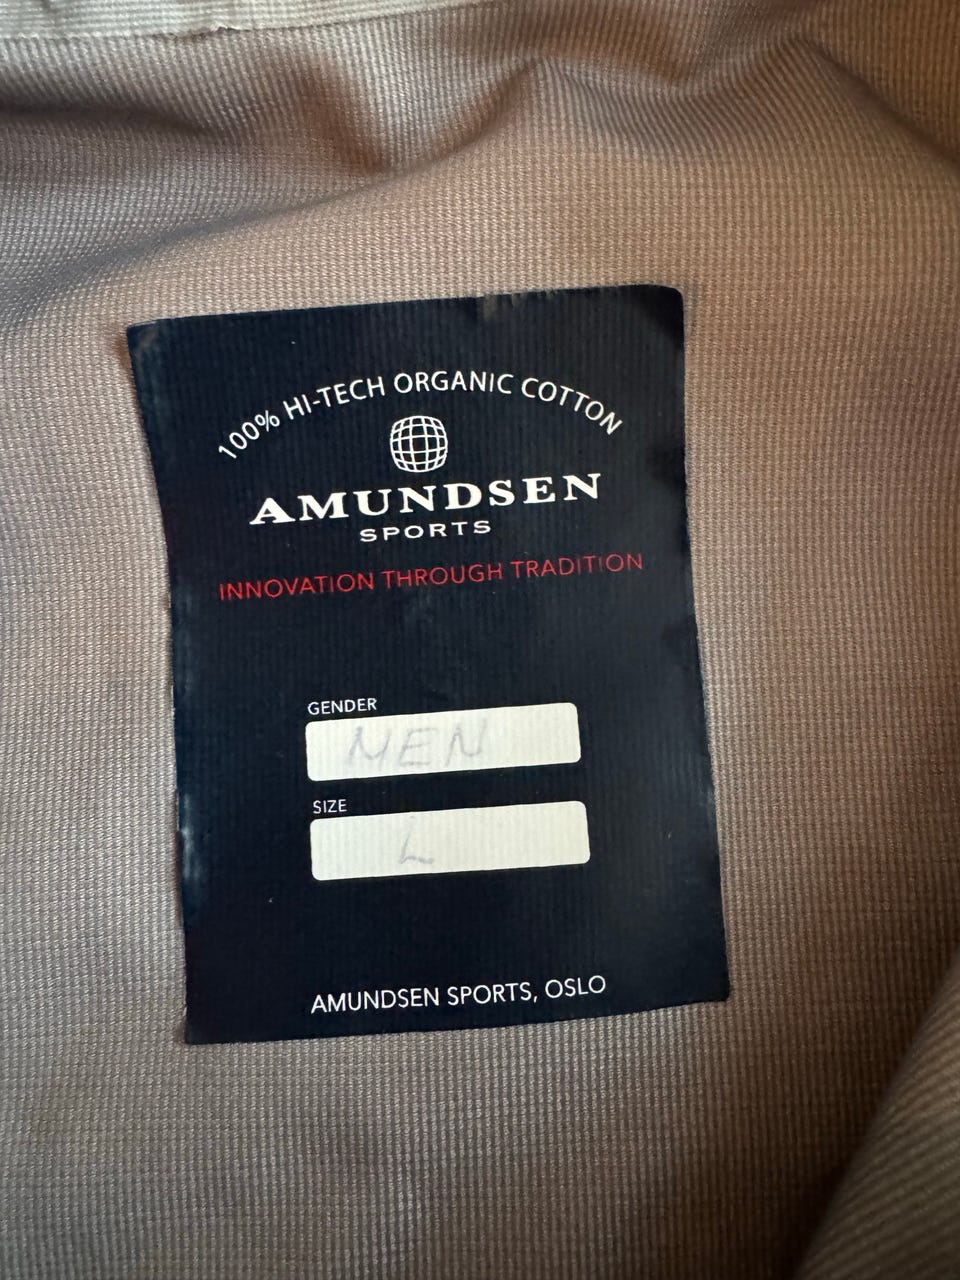 100% HI-TECH ORGANIC COTTON
AMUNDSEN
SPORTS
INNOVATION THROUGH TRADITION
GENDER
MEN
SIZE
L
AMUNDSEN SPORTS, OSLO